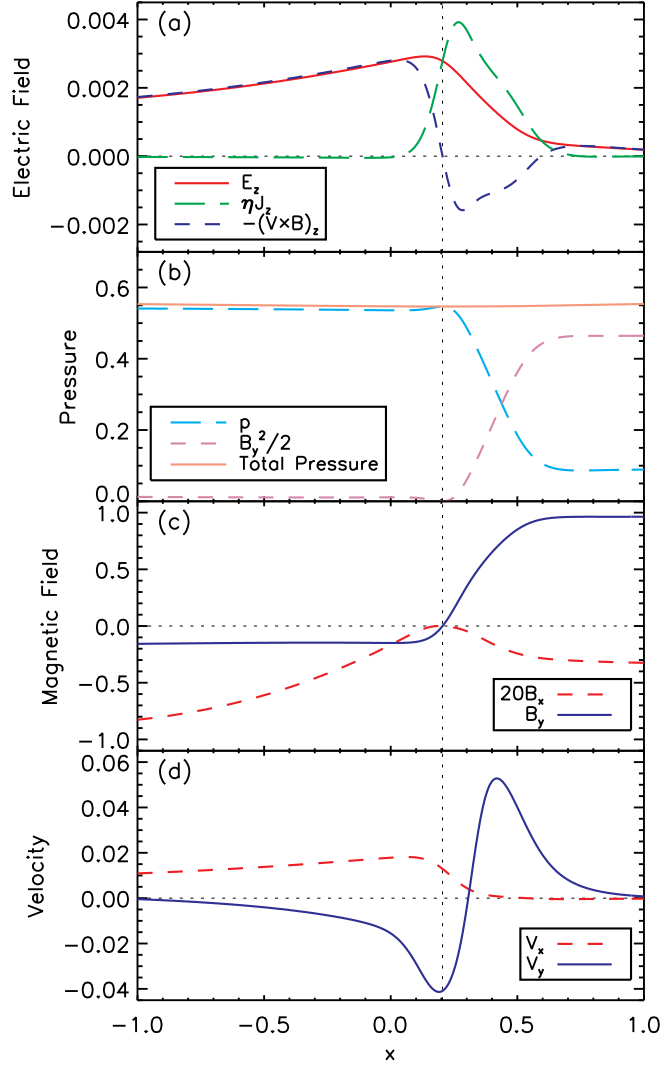 (a)
0.004
0.002
0.000
−0.002
Electric Field
E_z
ηJ_z
−(V×B)_z
(b)
0.6
0.4
0.2
0.0
Pressure
p
B_y²/2
Total Pressure
(c)
1.0
0.5
0.0
−0.5
−1.0
Magnetic Field
20B_x
B_y
(d)
0.06
0.04
0.02
0.00
−0.02
−0.04
Velocity
V_x
V_y
−1.0 −0.5 0.0 0.5 1.0
x